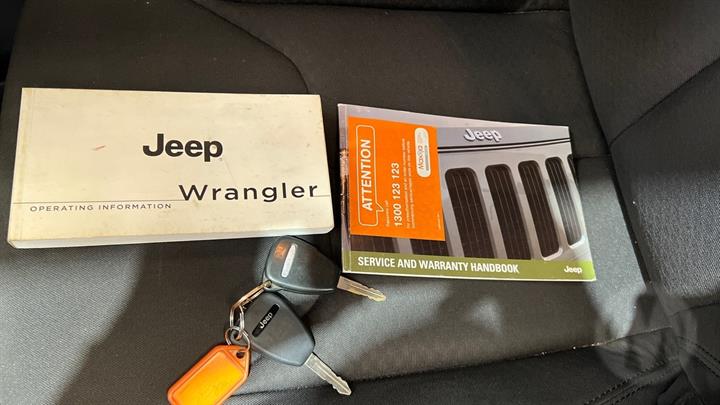 Jeep
Wrangler
OPERATING INFORMATION
Jeep
ATTENTION
1300 123 123
SERVICE AND WARRANTY HANDBOOK
Jeep
Jeep